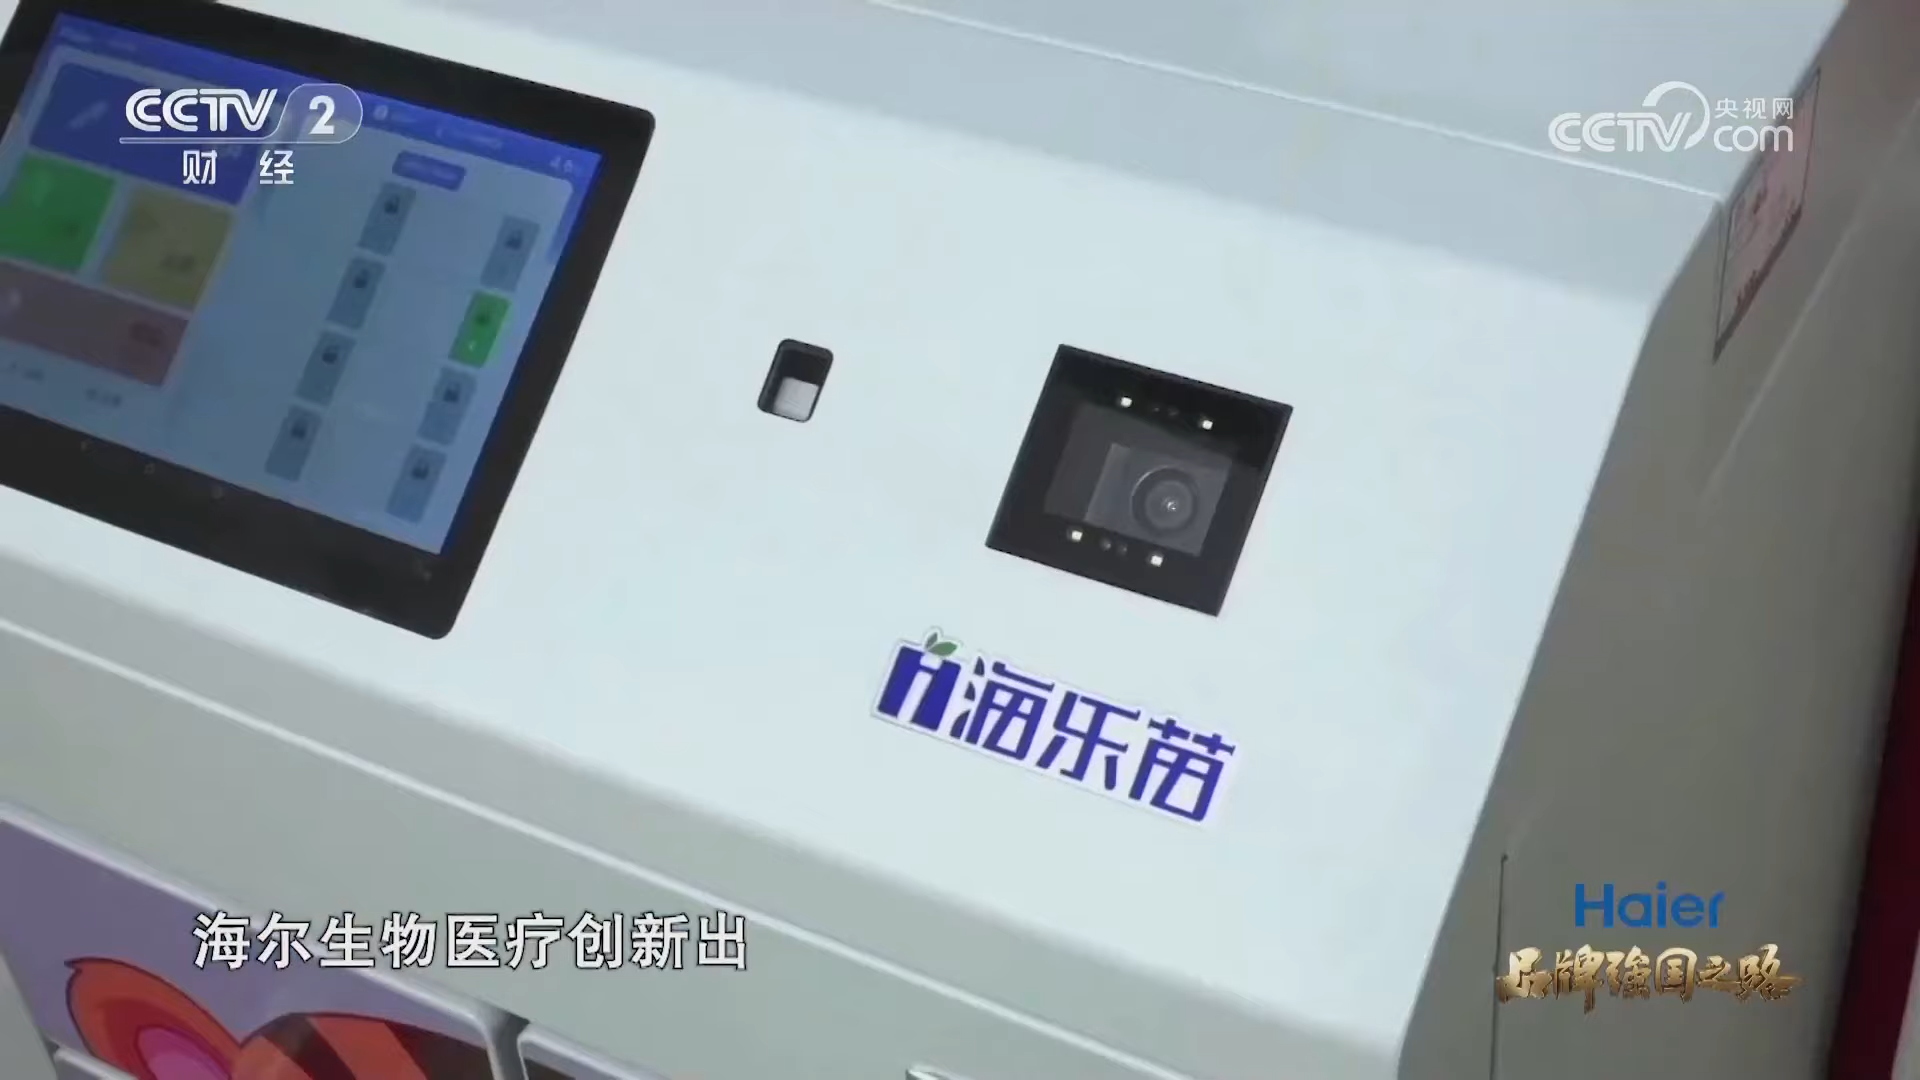 CCTV 2
财 经
CCTV 央视网
com
海乐苗
海尔生物医疗创新出
Haier
品牌强国之路